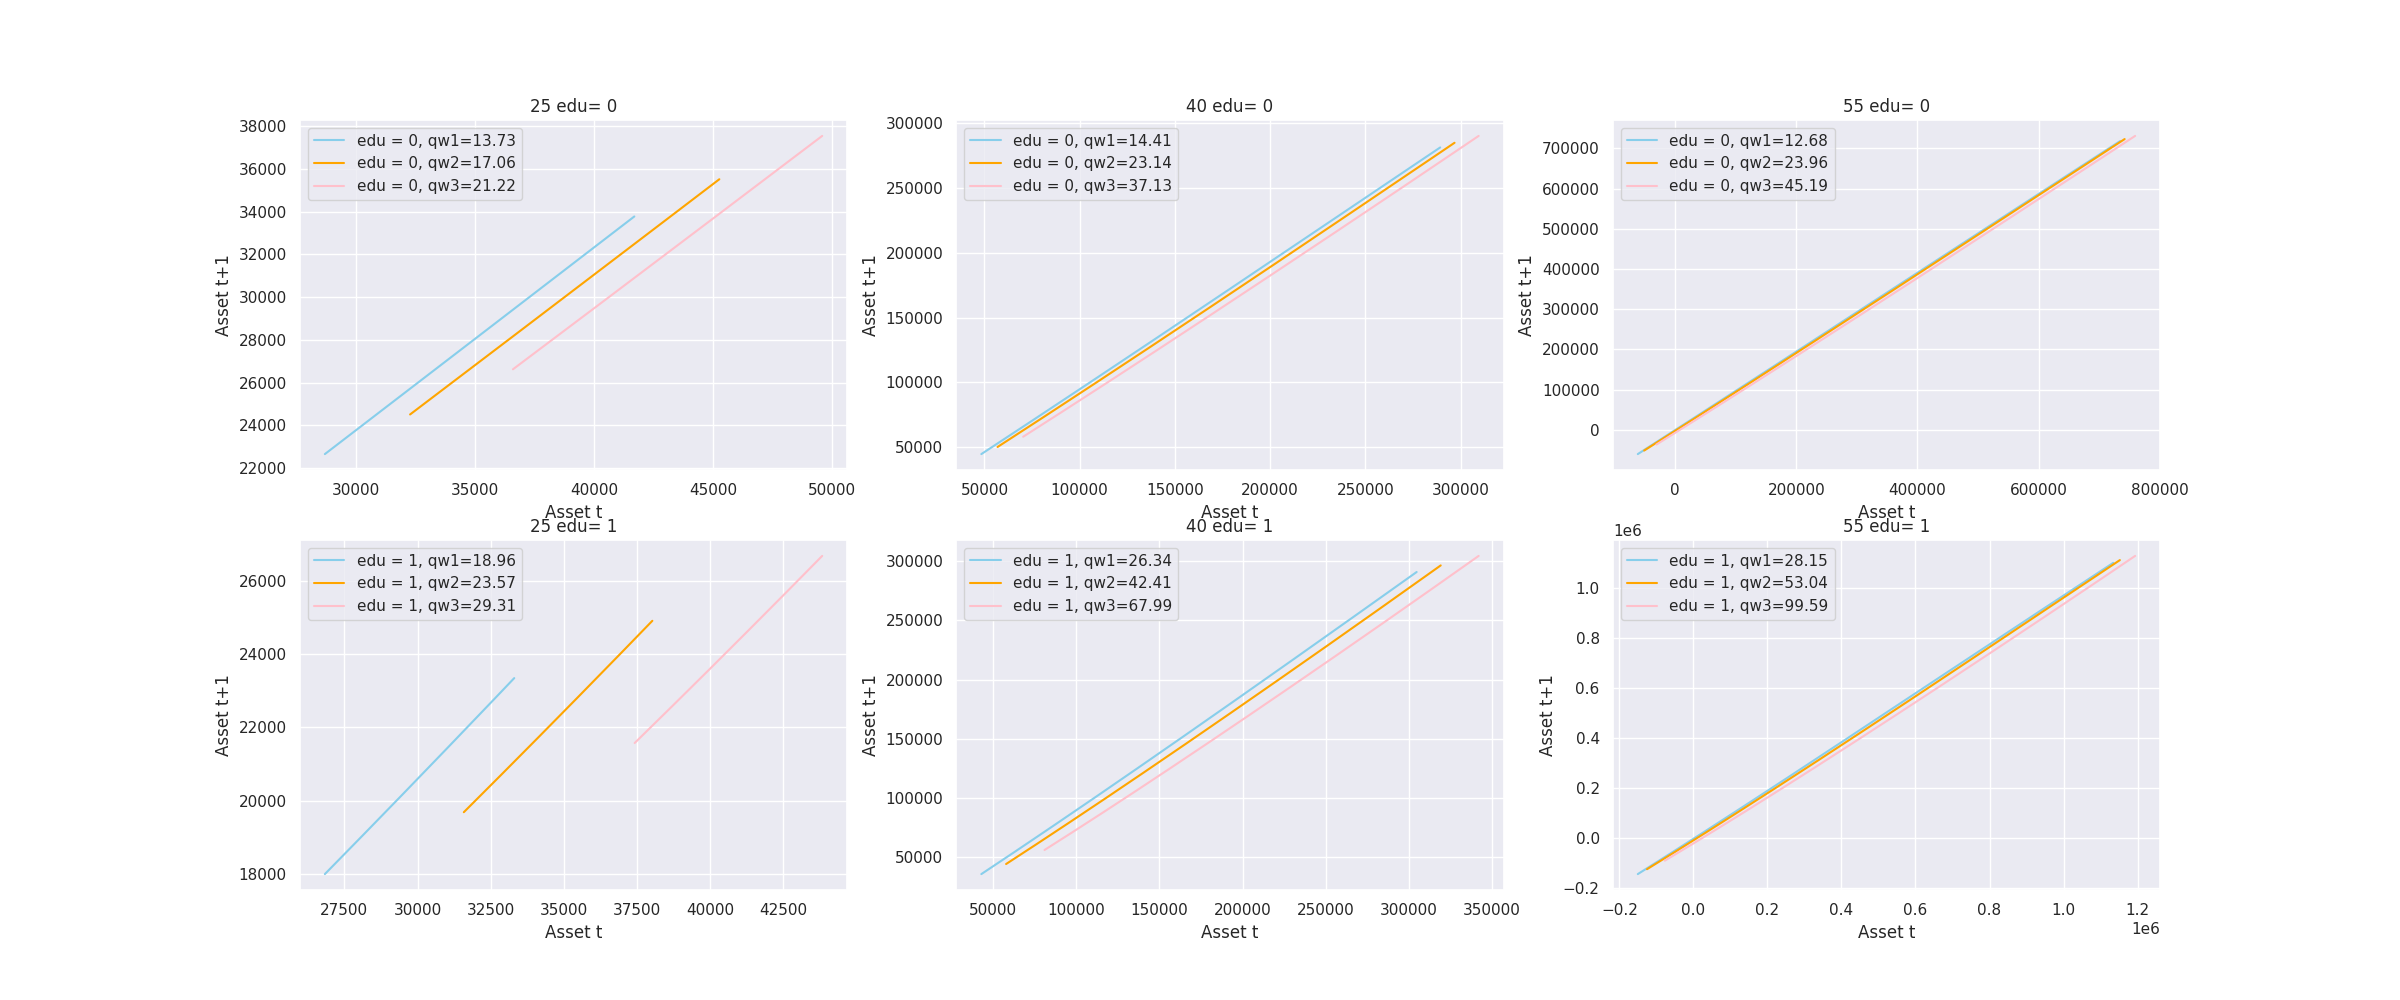 25 edu= 0
edu = 0, qw1=13.73
edu = 0, qw2=17.06
edu = 0, qw3=21.22
38000
36000
34000
32000
30000
28000
26000
24000
22000
Asset t+1
30000 35000 40000 45000 50000
Asset t
40 edu= 0
edu = 0, qw1=14.41
edu = 0, qw2=23.14
edu = 0, qw3=37.13
300000
250000
200000
150000
100000
50000
Asset t+1
50000 100000 150000 200000 250000 300000
Asset t
55 edu= 0
edu = 0, qw1=12.68
edu = 0, qw2=23.96
edu = 0, qw3=45.19
700000
600000
500000
400000
300000
200000
100000
0
Asset t+1
0 200000 400000 600000 800000
Asset t
25 edu= 1
edu = 1, qw1=18.96
edu = 1, qw2=23.57
edu = 1, qw3=29.31
26000
24000
22000
20000
18000
Asset t+1
27500 30000 32500 35000 37500 40000 42500
Asset t
40 edu= 1
edu = 1, qw1=26.34
edu = 1, qw2=42.41
edu = 1, qw3=67.99
300000
250000
200000
150000
100000
50000
Asset t+1
50000 100000 150000 200000 250000 300000 350000
Asset t
55 edu= 1
1e6
edu = 1, qw1=28.15
edu = 1, qw2=53.04
edu = 1, qw3=99.59
1.0
0.8
0.6
0.4
0.2
0.0
−0.2
Asset t+1
−0.2 0.0 0.2 0.4 0.6 0.8 1.0 1.2
1e6
Asset t